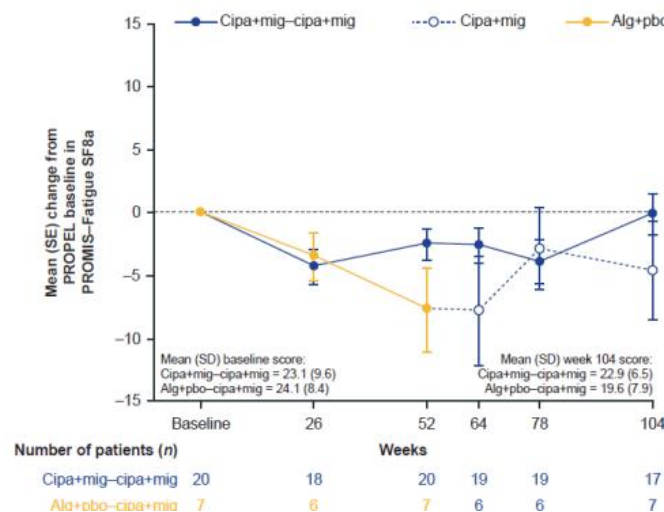 Cipa+mig–cipa+mig Cipa+mig Alg+pbo
Mean (SE) change from
PROPEL baseline in
PROMIS–Fatigue SF8a
15
10
5
0
–5
–10
–15
Mean (SD) baseline score:
Cipa+mig–cipa+mig = 23.1 (9.6)
Alg+pbo–cipa+mig = 24.1 (8.4)
Mean (SD) week 104 score:
Cipa+mig–cipa+mig = 22.9 (6.5)
Alg+pbo–cipa+mig = 19.6 (7.9)
Baseline 26 52 64 78 104
Number of patients (n) Weeks
Cipa+mig–cipa+mig 20 18 20 19 19 17
Alg+pbo–cipa+mig 7 6 7 6 6 7